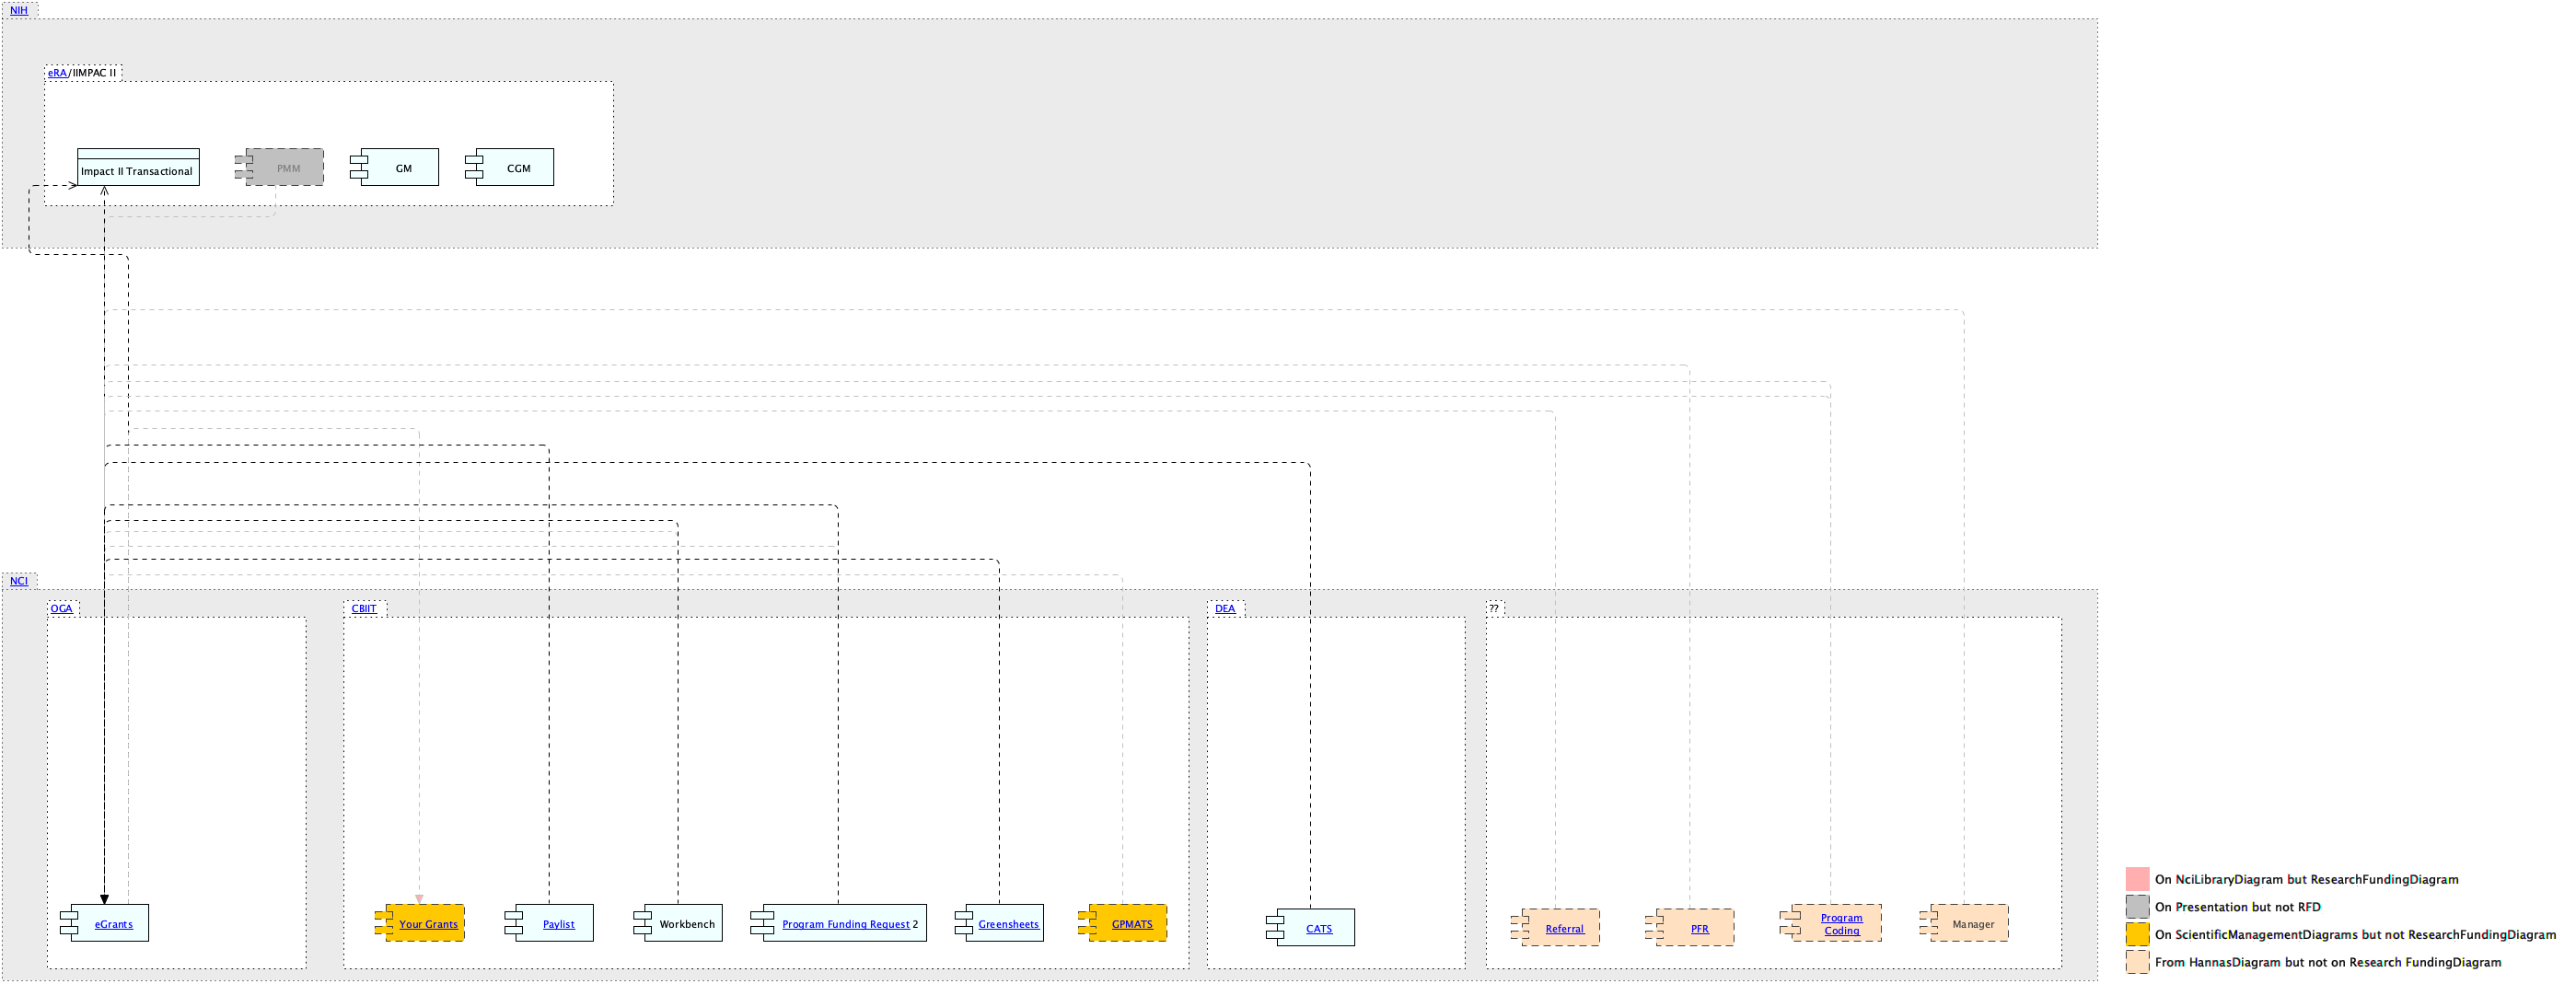 NIH
eRA/IIMPAC II
Impact II Transactional
PMM
GM
CGM
NCI
OGA
CBIIT
DEA
??
eGrants
Your Grants
Paylist
Workbench
Program Funding Request 2
Greensheets
GPMATS
CATS
Referral
PFR
Program
Coding
Manager
On NciLibraryDiagram but ResearchFundingDiagram
On Presentation but not RFD
On ScientificManagementDiagrams but not ResearchFundingDiagram
From HannasDiagram but not on Research FundingDiagram